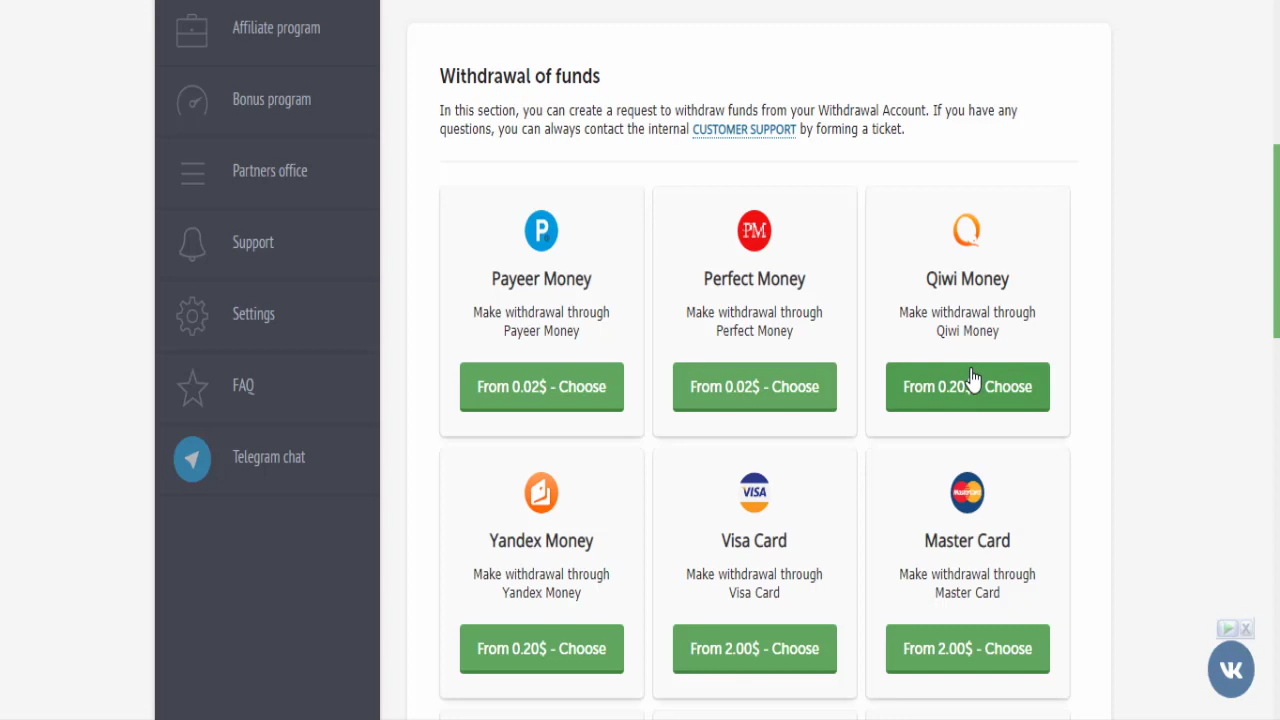 Affiliate program
Bonus program
Partners office
Support
Settings
FAQ
Telegram chat
Withdrawal of funds
In this section, you can create a request to withdraw funds from your Withdrawal Account. If you have any
questions, you can always contact the internal CUSTOMER SUPPORT by forming a ticket.
P
Payeer Money
Make withdrawal through
Payeer Money
From 0.02$ - Choose
PM
Perfect Money
Make withdrawal through
Perfect Money
From 0.02$ - Choose
Qiwi Money
Make withdrawal through
Qiwi Money
From 0.20 Choose
Yandex Money
Make withdrawal through
Yandex Money
From 0.20$ - Choose
VISA
Visa Card
Make withdrawal through
Visa Card
From 2.00$ - Choose
MasterCard
Master Card
Make withdrawal through
Master Card
From 2.00$ - Choose
X
VK